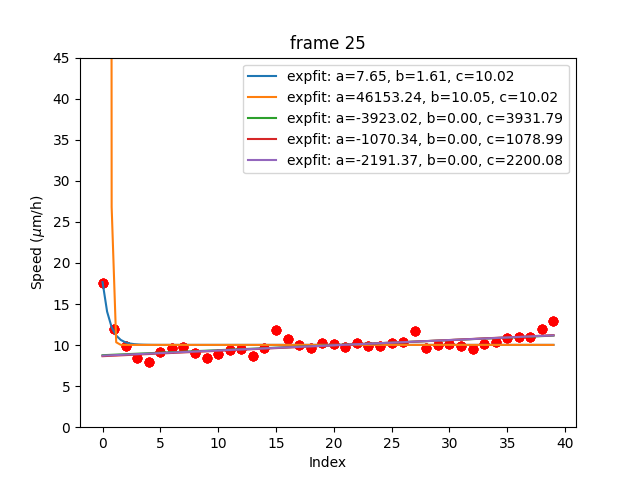 frame 25
expfit: a=7.65, b=1.61, c=10.02
expfit: a=46153.24, b=10.05, c=10.02
expfit: a=-3923.02, b=0.00, c=3931.79
expfit: a=-1070.34, b=0.00, c=1078.99
expfit: a=-2191.37, b=0.00, c=2200.08
Speed (μm/h)
45
40
35
30
25
20
15
10
5
0
0 5 10 15 20 25 30 35 40
Index